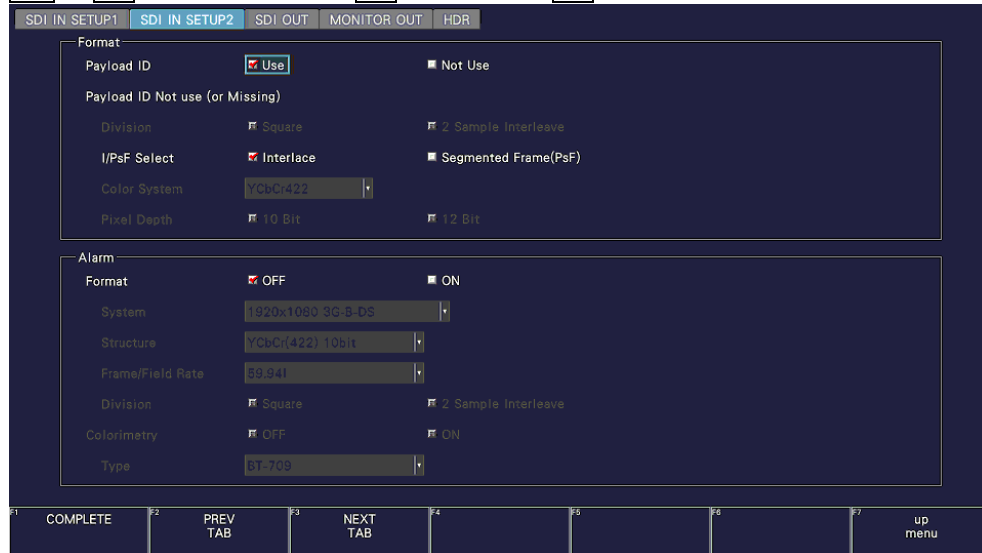 SDI IN SETUP1 SDI IN SETUP2 SDI OUT MONITOR OUT HDR
Format
Payload ID Use Not Use
Payload ID Not use (or Missing)
Division Square 2 Sample Interleave
I/PsF Select Interlace Segmented Frame(PsF)
Color System YCbCr422
Pixel Depth 10 Bit 12 Bit
Alarm
Format OFF ON
System 1920x1080 3G-B-DS
Structure YCbCr(422) 10bit
Frame/Field Rate 59.94I
Division Square 2 Sample Interleave
Colorimetry OFF ON
Type BT-709
F1 COMPLETE F2 PREV TAB F3 NEXT TAB F4 F5 F6 F7 up menu